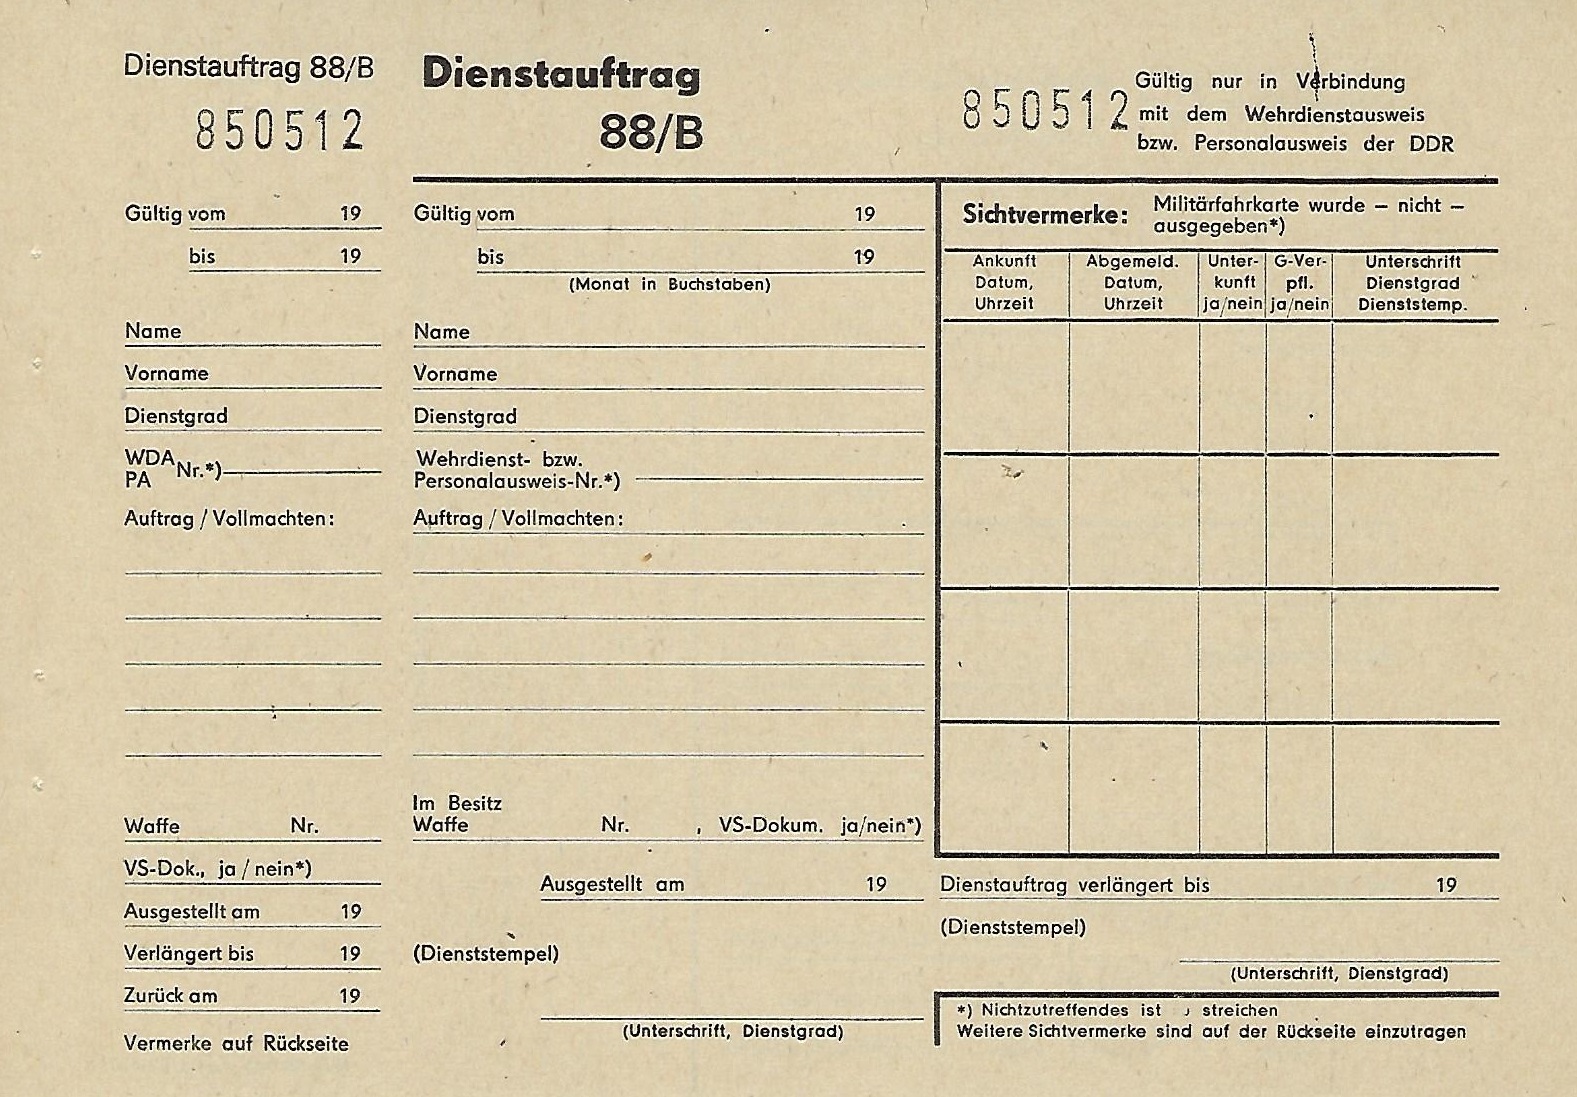 Dienstauftrag 88/B
850512
Gültig vom 19
bis 19
Name
Vorname
Dienstgrad
WDA
PA Nr.*)
Auftrag / Vollmachten:
Waffe Nr.
VS-Dok., ja / nein*)
Ausgestellt am 19
Verlängert bis 19
Zurück am 19
Vermerke auf Rückseite
Dienstauftrag
88/B
Gültig vom 19
bis 19
(Monat in Buchstaben)
Name
Vorname
Dienstgrad
Wehrdienst- bzw.
Personalausweis-Nr.*)
Auftrag / Vollmachten:
Im Besitz
Waffe Nr. , VS-Dokum. ja/nein*)
Ausgestellt am 19
(Dienststempel)
(Unterschrift, Dienstgrad)
850512
Gültig nur in Verbindung
mit dem Wehrdienstausweis
bzw. Personalausweis der DDR
Sichtvermerke: Militärfahrkarte wurde – nicht –
ausgegeben*)
Ankunft
Datum,
Uhrzeit
Abgemeld.
Datum,
Uhrzeit
Unter-
kunft
ja/nein
G-Ver-
pfl.
ja/nein
Unterschrift
Dienstgrad
Dienststemp.
Dienstauftrag verlängert bis 19
(Dienststempel)
(Unterschrift, Dienstgrad)
*) Nichtzutreffendes ist streichen
Weitere Sichtvermerke sind auf der Rückseite einzutragen